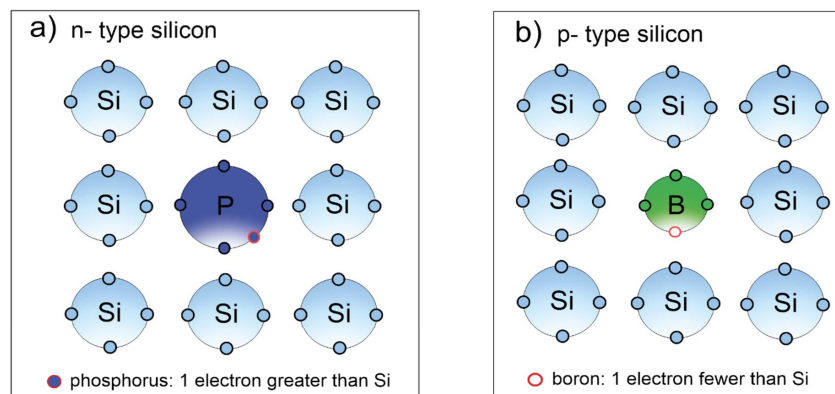 a) n- type silicon
Si Si Si
Si P Si
Si Si Si
phosphorus: 1 electron greater than Si
b) p- type silicon
Si Si Si
Si B Si
Si Si Si
boron: 1 electron fewer than Si